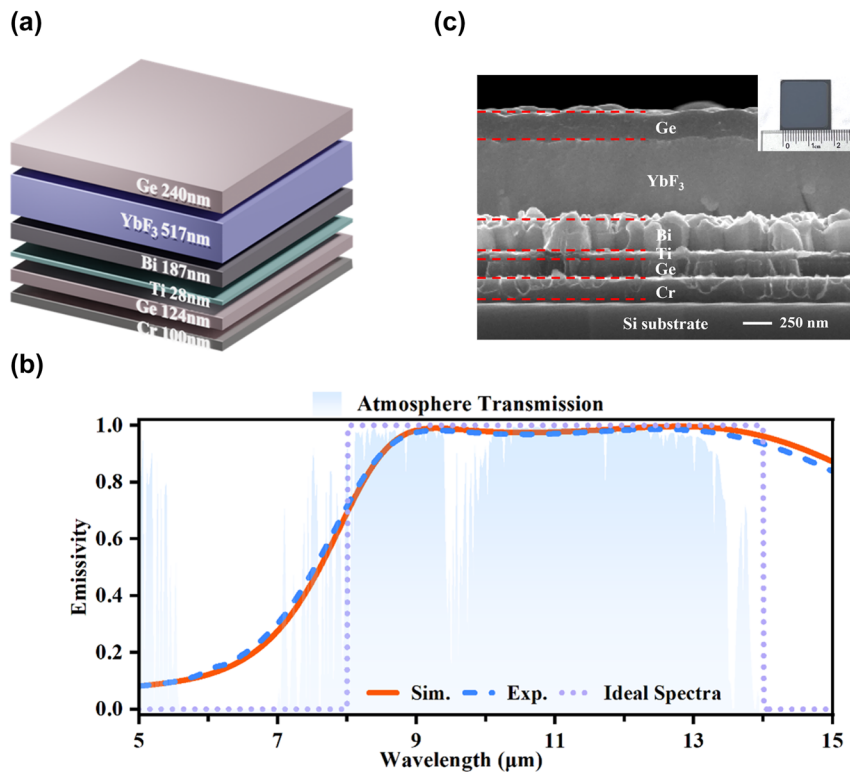 (a)
Ge 240nm
YbF₃ 517nm
Bi 187nm
Ti 28nm
Ge 124nm
Cr 100nm
(c)
Ge
YbF₃
Bi
Ti
Ge
Cr
Si substrate
250 nm
0 1cm 2
(b)
Atmosphere Transmission
Emissivity
1.0
0.8
0.6
0.4
0.2
0.0
Sim. Exp. Ideal Spectra
5 7 9 11 13 15
Wavelength (μm)